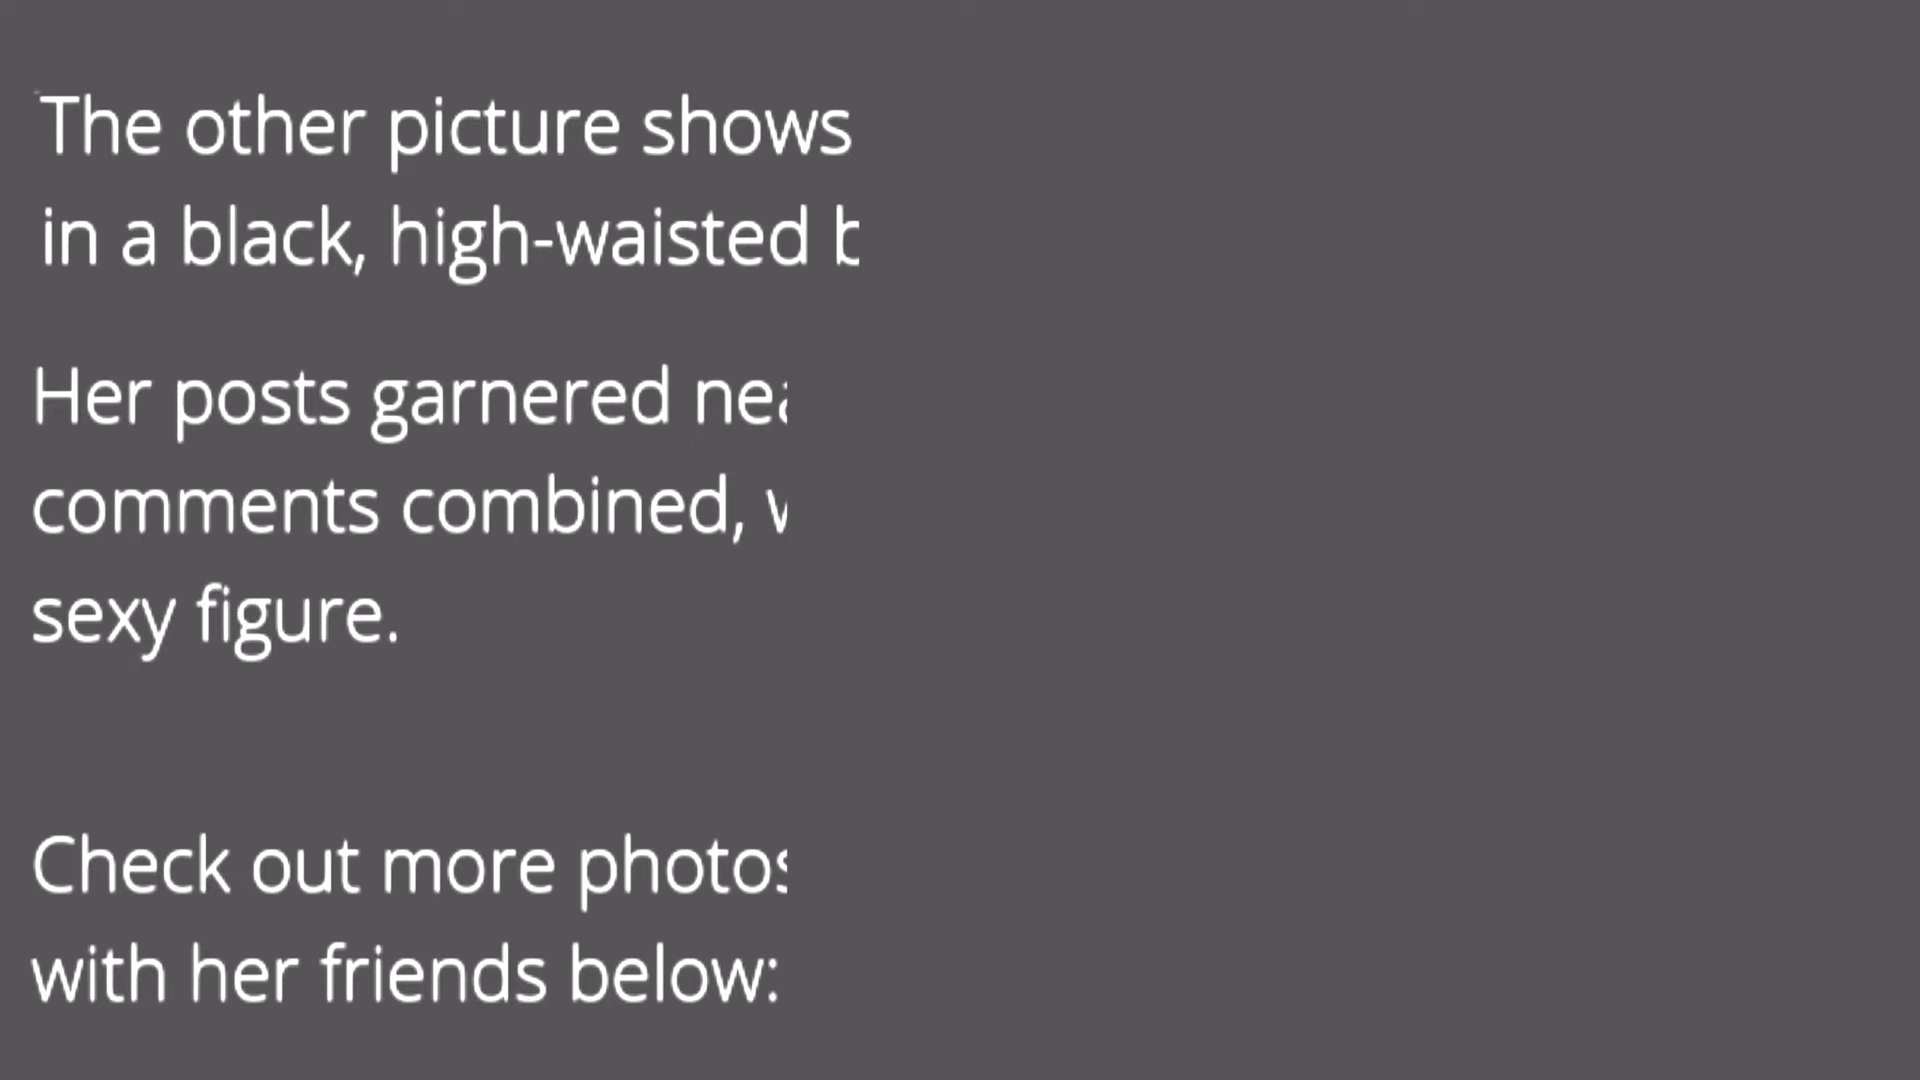 The other picture shows
in a black, high-waisted
Her posts garnered
comments combined,
sexy figure.
Check out more photos
with her friends below: